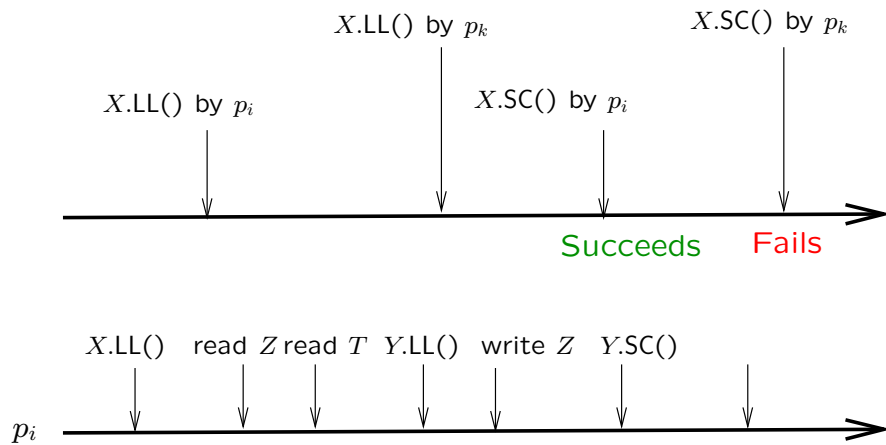 X.LL() by p_k
X.SC() by p_k
X.LL() by p_i
X.SC() by p_i
Succeeds
Fails
X.LL() read Z read T Y.LL() write Z Y.SC()
p_i